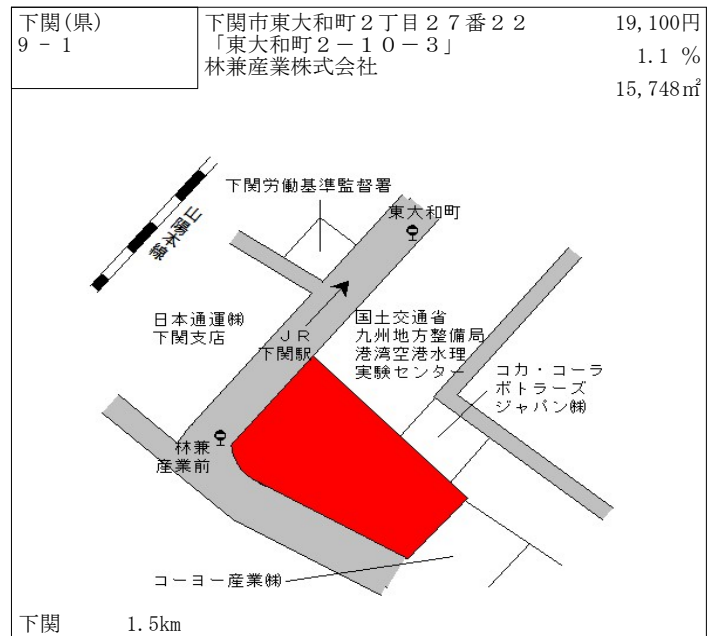 下関(県)
9 - 1
下関市東大和町２丁目２７番２２
「東大和町２－１０－３」
林兼産業株式会社
19,100円
1.1 %
15,748㎡
下関労働基準監督署
東大和町
山陽本線
日本通運㈱
下関支店
ＪＲ
下関駅
国土交通省
九州地方整備局
港湾空港水理
実験センター
コカ・コーラ
ボトラーズ
ジャパン㈱
林兼
産業前
コーヨー産業㈱
下関 1.5km